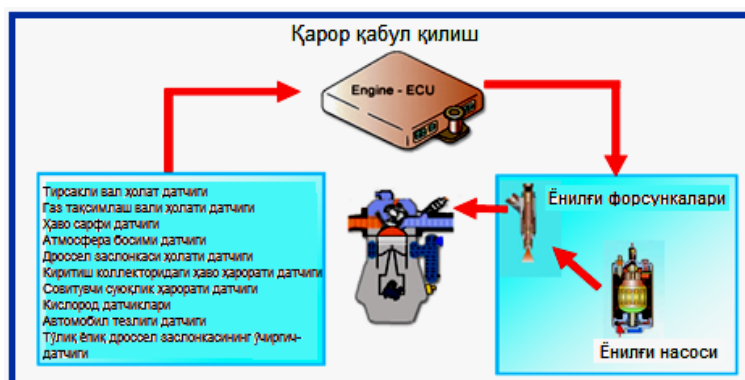 Қарор қабул қилиш
Engine - ECU
Тирсакли вал ҳолат датчиги
Газ тақсимлаш вали ҳолати датчиги
Ҳаво сарфи датчиги
Атмосфера босими датчиги
Дроссел заслонкаси ҳолати датчиги
Киритиш коллекторидаги ҳаво ҳарорати датчиги
Совитувчи суюқлик ҳарорати датчиги
Кислород датчиклари
Автомобил тезлиги датчиги
Тўлиқ ёпиқ дроссел заслонкасининг ўчиргич-
датчиги
Ёнилғи форсункалари
Ёнилғи насоси